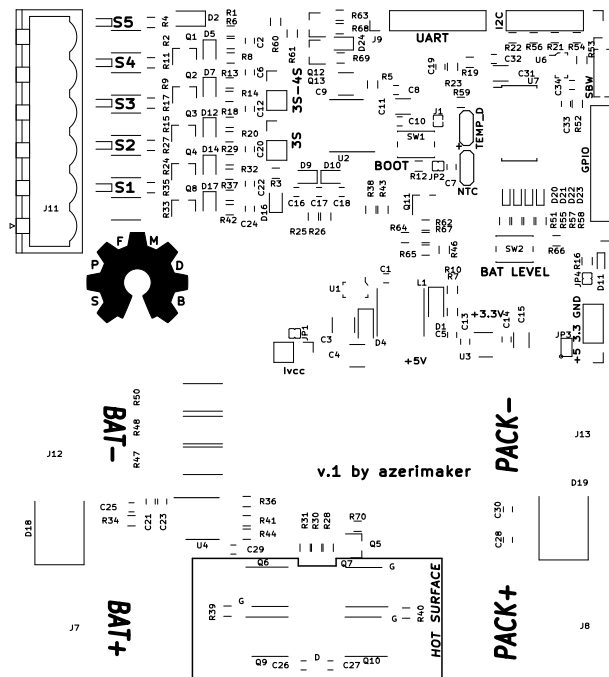 S5 R4 D2 R1 R6 R60 R63 R68 J9 UART I2C
R2 Q1 D5 C2 R61 D24 R22 R56 R21 R54 R53
S4 R11 R8 R69 C19 R19 C32 U6
Q2 D7 R13 C6 3S-4S Q12 Q13 R5 R23 C31 C34 SBW
S3 R10 R17 R14 C12 C9 C8 R59 U7
R15 Q3 D12 R18 C11 C10 J1 TEMP_D C33 R52
S2 R27 R20 C20 3S U2 SW1 GPIO
R24 Q4 D14 R29 D9 D10 BOOT R12 JP2 C7
S1 R35 R32 C22 R3 R38 R43 NTC
J11 R33 Q8 D17 R37 D16 C16 C17 C18 Q11 D20 D21 D22 D23
R42 C24 R25 R26 R64 R62 R67 R51 R55 R57 R58
F M R65 R46 SW2 R66
P D C1 R10 BAT LEVEL R16 JP4 D11
S B U1 L1 R7
JP1 C3 D4 D1 C5 C13 +3.3V C14 C15 JP3 +5 3.3 GND
Ivcc C4 +5V U3
R50
BAT- R48 PACK-
J12 R47 J13
v.1 by azerimaker D19
C25 R36 C30
D18 R34 C21 C23 R41 R31 R30 R28 R70
R44 C28
U4 C29 Q5
Q6 Q7 G
BAT+ R39 G R40 HOT SURFACE PACK+
J7 G J8
Q9 C26 D C27 Q10